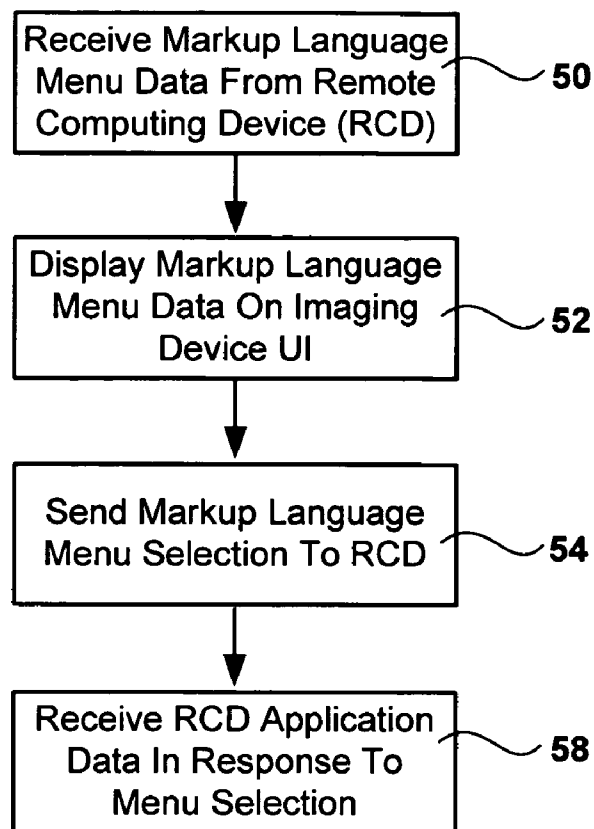 Receive Markup Language
Menu Data From Remote
Computing Device (RCD)
50
Display Markup Language
Menu Data On Imaging
Device UI
52
Send Markup Language
Menu Selection To RCD
54
Receive RCD Application
Data In Response To
Menu Selection
58